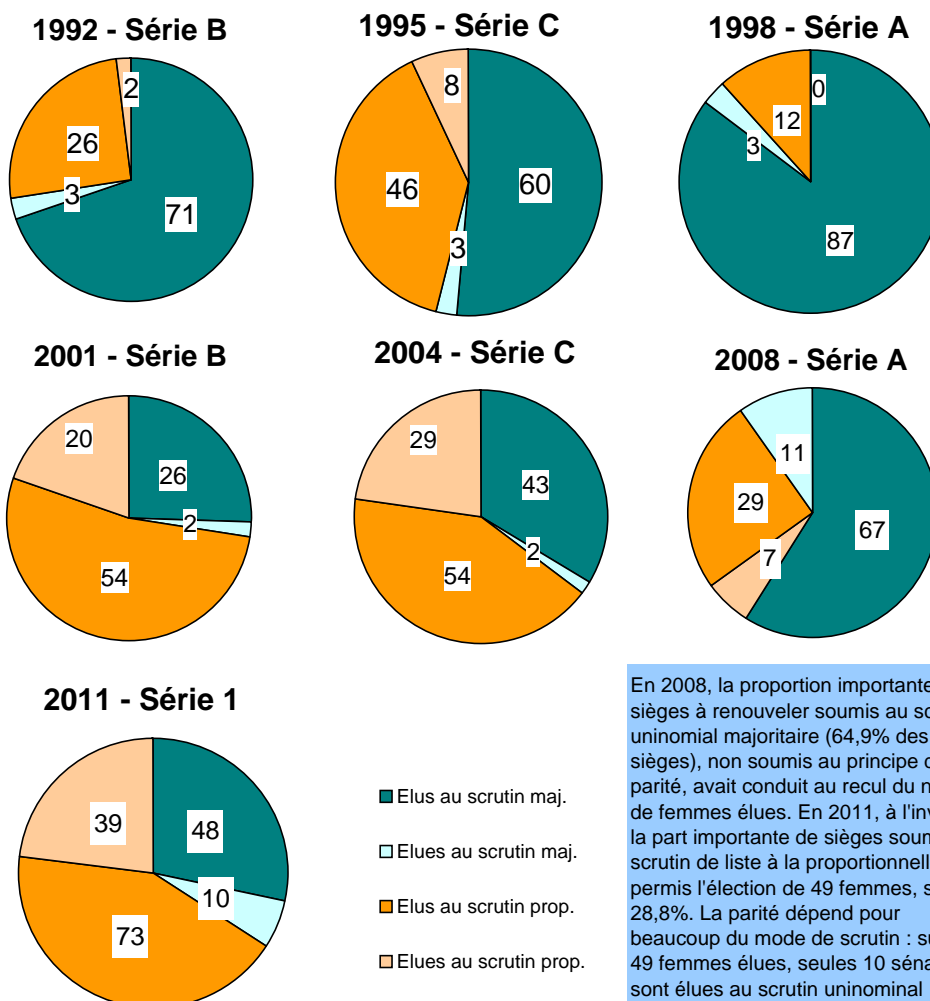 1992 - Série B
2
26
3
71
1995 - Série C
8
46
60
3
1998 - Série A
0
12
3
87
2001 - Série B
20
26
2
54
2004 - Série C
29
43
2
54
2008 - Série A
11
29
67
7
2011 - Série 1
39
48
10
73
Elus au scrutin maj.
Elues au scrutin maj.
Elus au scrutin prop.
Elues au scrutin prop.
En 2008, la proportion importante
sièges à renouveler soumis au
uninomial majoritaire (64,9% des
sièges), non soumis au principe
parité, avait conduit au recul du
de femmes élues. En 2011, à
la part importante de sièges
scrutin de liste à la
permis l'élection de 49 femmes,
28,8%. La parité dépend pour
beaucoup du mode de scrutin :
49 femmes élues, seules 10
sont élues au scrutin uninominal